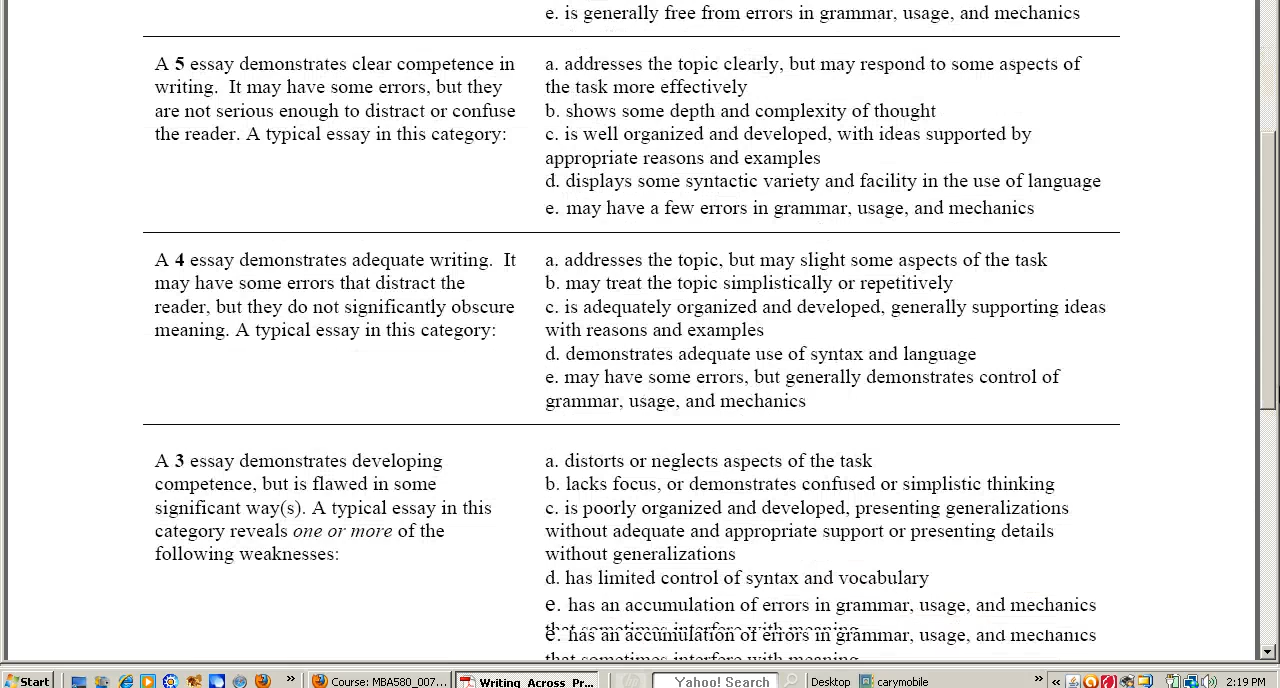 e. is generally free from errors in grammar, usage, and mechanics
A 5 essay demonstrates clear competence in
writing. It may have some errors, but they
are not serious enough to distract or confuse
the reader. A typical essay in this category:
a. addresses the topic clearly, but may respond to some aspects of
the task more effectively
b. shows some depth and complexity of thought
c. is well organized and developed, with ideas supported by
appropriate reasons and examples
d. displays some syntactic variety and facility in the use of language
e. may have a few errors in grammar, usage, and mechanics
A 4 essay demonstrates adequate writing. It
may have some errors that distract the
reader, but they do not significantly obscure
meaning. A typical essay in this category:
a. addresses the topic, but may slight some aspects of the task
b. may treat the topic simplistically or repetitively
c. is adequately organized and developed, generally supporting ideas
with reasons and examples
d. demonstrates adequate use of syntax and language
e. may have some errors, but generally demonstrates control of
grammar, usage, and mechanics
A 3 essay demonstrates developing
competence, but is flawed in some
significant way(s). A typical essay in this
category reveals one or more of the
following weaknesses:
a. distorts or neglects aspects of the task
b. lacks focus, or demonstrates confused or simplistic thinking
c. is poorly organized and developed, presenting generalizations
without adequate and appropriate support or presenting details
without generalizations
d. has limited control of syntax and vocabulary
e. has an accumulation of errors in grammar, usage, and mechanics
that sometimes interfere with meaning
e. has an accumulation of errors in grammar, usage, and mechanics
that sometimes interfere with meaning
Start » Course: MBA580_007... Writing_Across_Pr... Yahoo! Search Desktop carymobile » « 2:19 PM